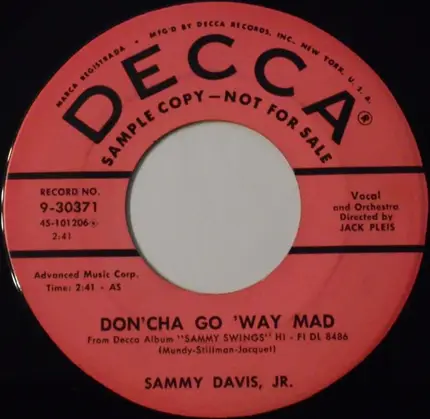 MARCA REGISTRADA • MFG'D BY DECCA RECORDS, INC., NEW YORK, U. S. A.
DECCA ®
SAMPLE COPY — NOT FOR SALE
RECORD NO.
9-30371
45-101206
2:41
Vocal
and Orchestra
Directed by
JACK PLEIS
Advanced Music Corp.
Time: 2:41 - AS
DON'CHA GO 'WAY MAD
From Decca Album "SAMMY SWINGS" HI - FI DL 8486
(Mundy-Stillman-Jacquet)
SAMMY DAVIS, JR.